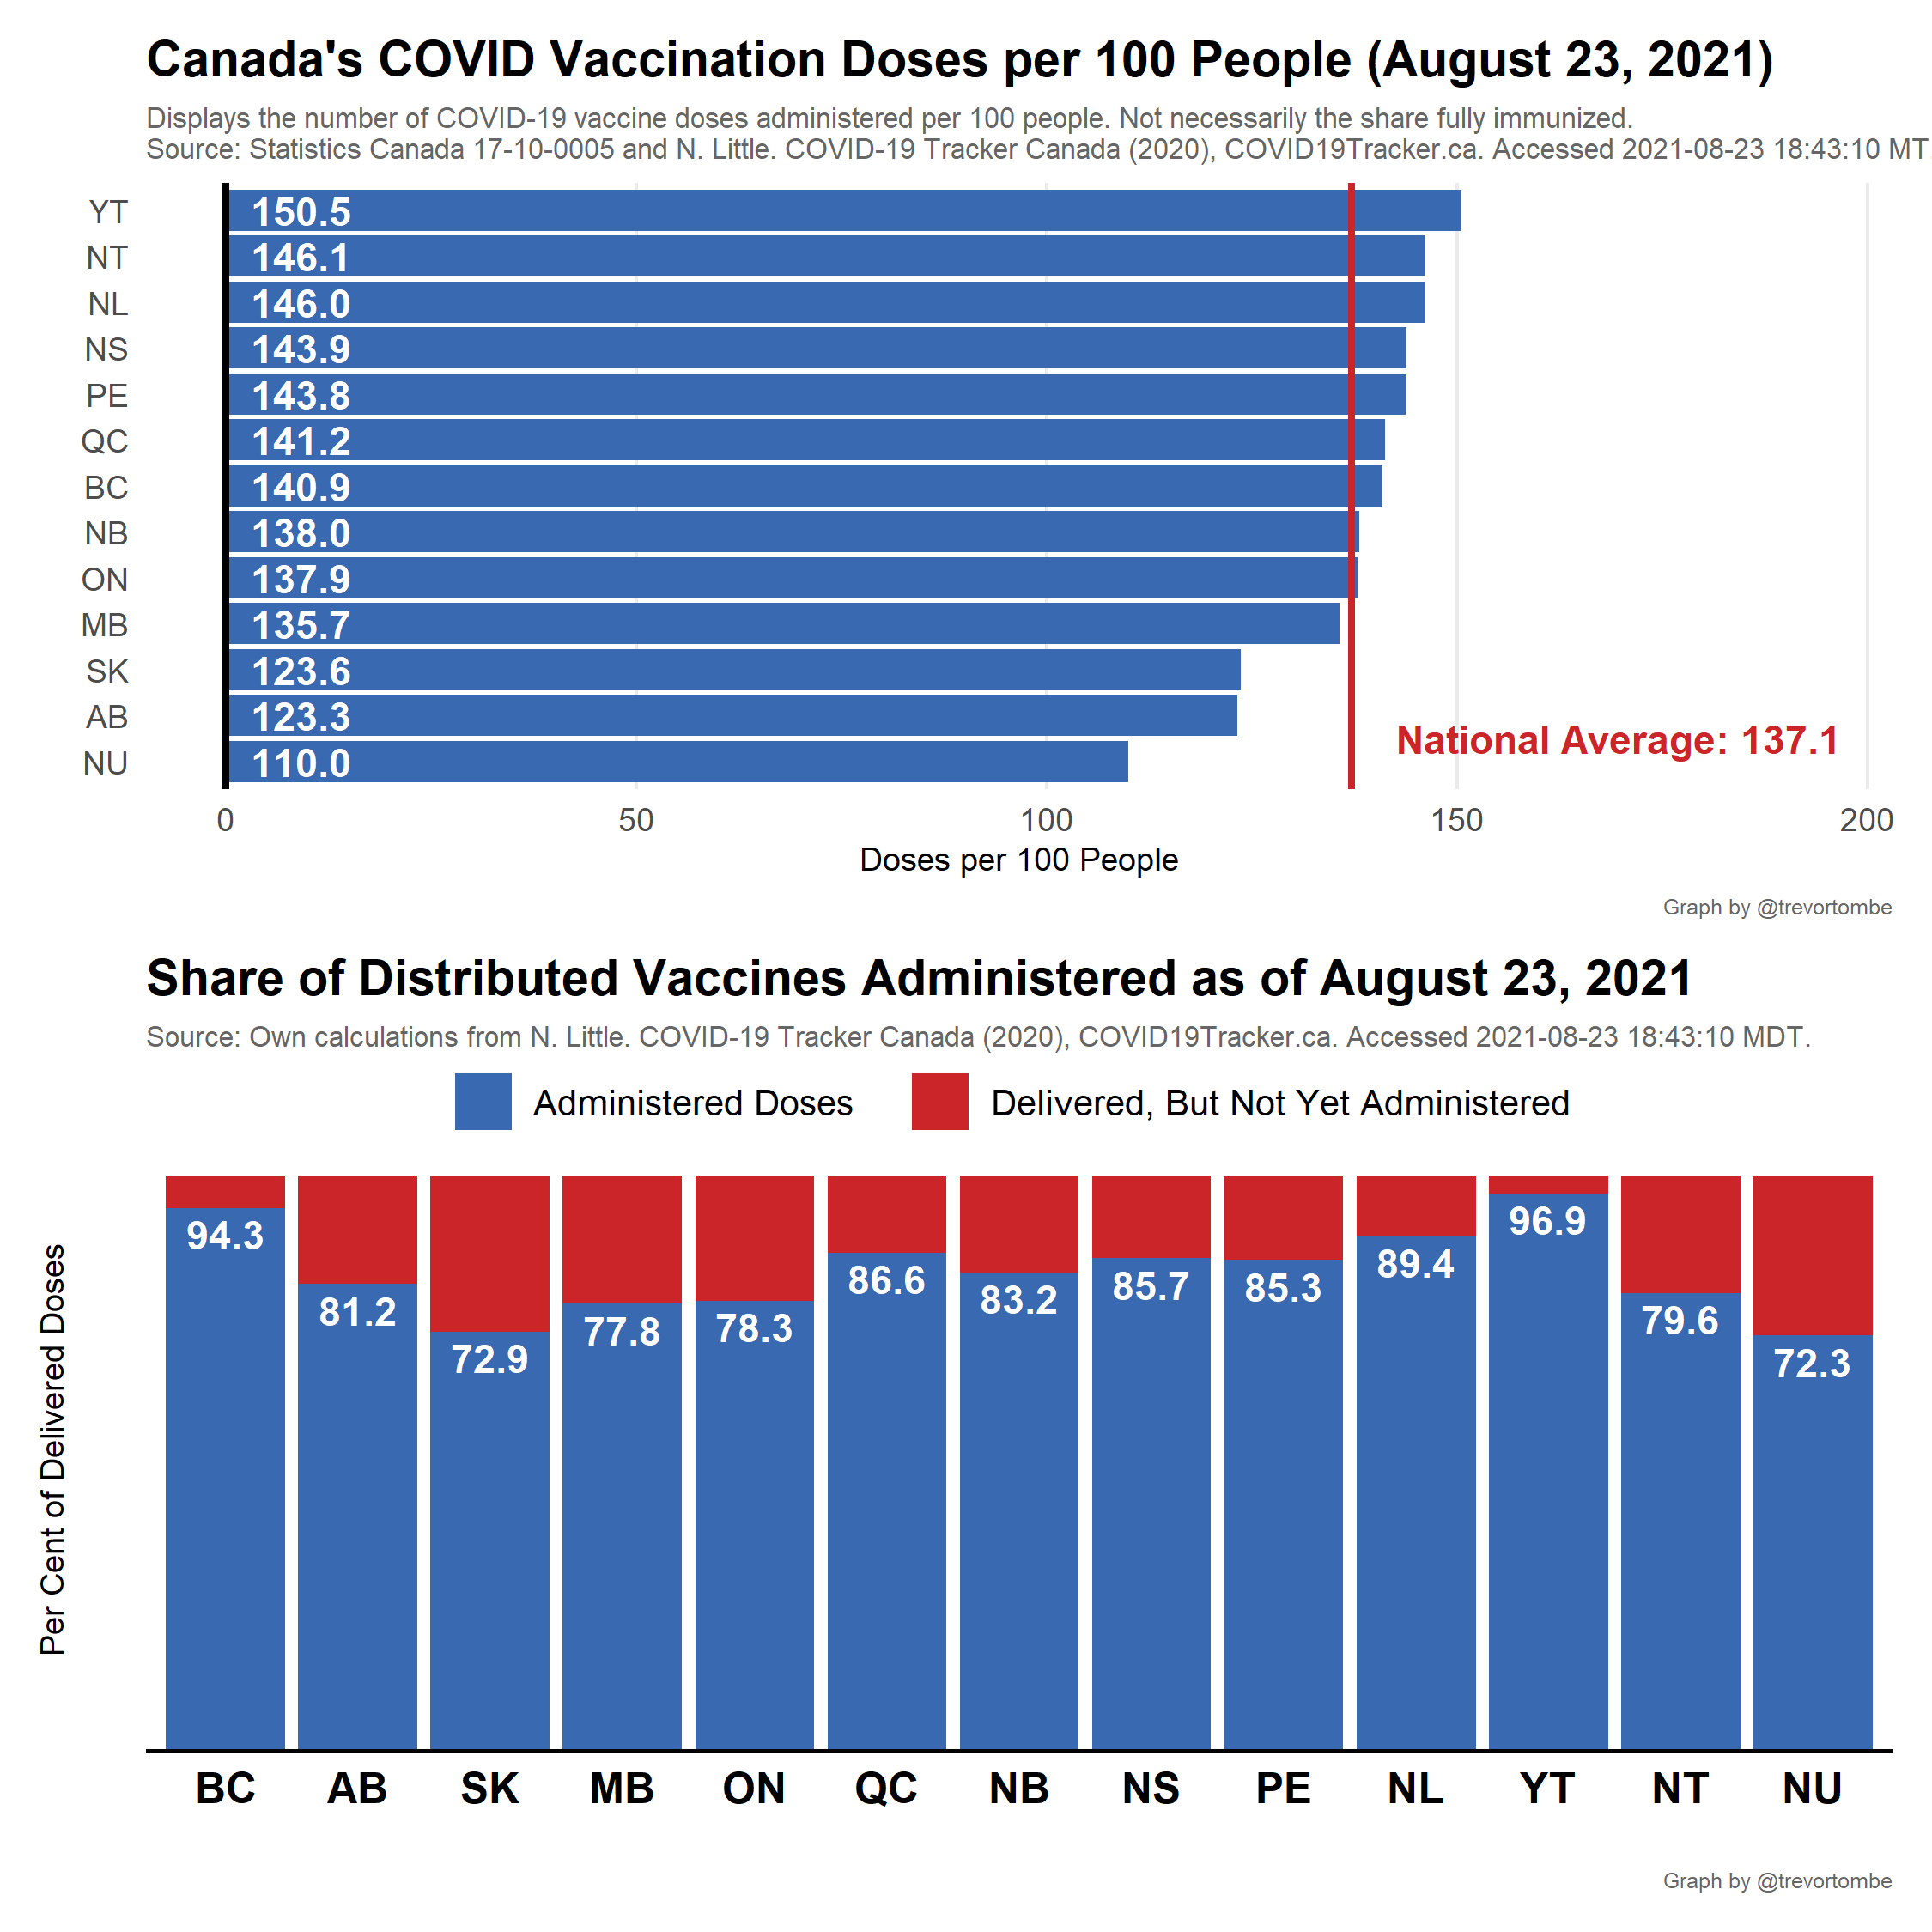 Canada's COVID Vaccination Doses per 100 People (August 23, 2021)
Displays the number of COVID-19 vaccine doses administered per 100 people. Not necessarily the share fully immunized.
Source: Statistics Canada 17-10-0005 and N. Little. COVID-19 Tracker Canada (2020), COVID19Tracker.ca. Accessed 2021-08-23 18:43:10 MT
YT 150.5
NT 146.1
NL 146.0
NS 143.9
PE 143.8
QC 141.2
BC 140.9
NB 138.0
ON 137.9
MB 135.7
SK 123.6
AB 123.3
National Average: 137.1
NU 110.0
0 50 100 150 200
Doses per 100 People
Graph by @trevortombe
Share of Distributed Vaccines Administered as of August 23, 2021
Source: Own calculations from N. Little. COVID-19 Tracker Canada (2020), COVID19Tracker.ca. Accessed 2021-08-23 18:43:10 MDT.
Administered Doses Delivered, But Not Yet Administered
Per Cent of Delivered Doses
94.3 81.2 72.9 77.8 78.3 86.6 83.2 85.7 85.3 89.4 96.9 79.6 72.3
BC AB SK MB ON QC NB NS PE NL YT NT NU
Graph by @trevortombe